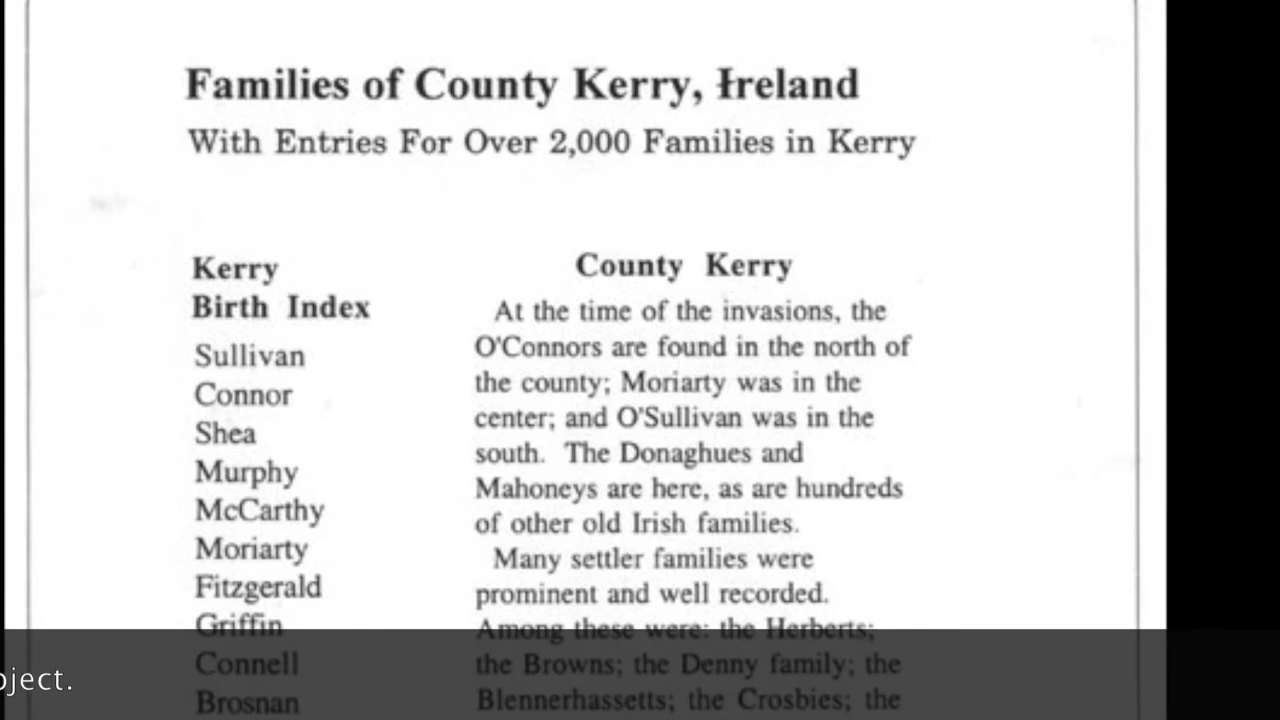 Families of County Kerry, Ireland
With Entries For Over 2,000 Families in Kerry
Kerry
Birth Index
Sullivan
Connor
Shea
Murphy
McCarthy
Moriarty
Fitzgerald
Griffin
Connell
Brosnan
County Kerry
At the time of the invasions, the
O'Connors are found in the north of
the county; Moriarty was in the
center; and O'Sullivan was in the
south. The Donaghues and
Mahoneys are here, as are hundreds
of other old Irish families.
Many settler families were
prominent and well recorded.
Among these were: the Herberts;
the Browns; the Denny family; the
Blennerhassetts; the Crosbies; the